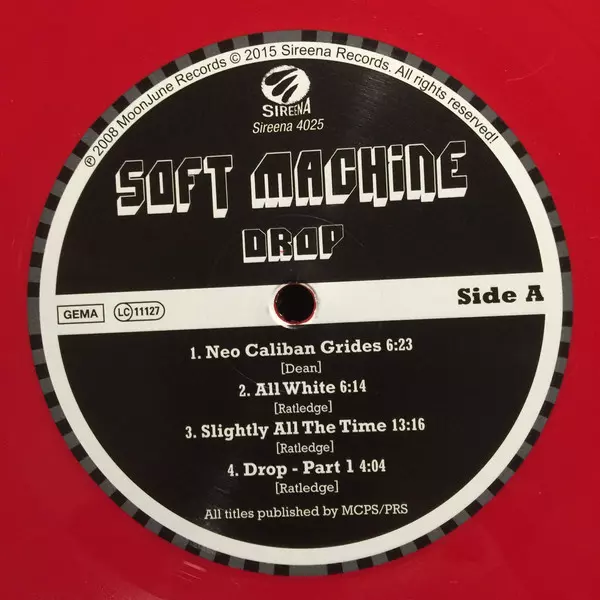 ℗ 2008 MoonJune Records © 2015 Sireena Records. All rights reserved!
SIREENA
Sireena 4025
SOFT MACHINE
DROP
Side A
GEMA LC 11127
1. Neo Caliban Grides 6:23
[Dean]
2. All White 6:14
[Ratledge]
3. Slightly All The Time 13:16
[Ratledge]
4. Drop - Part 1 4:04
[Ratledge]
All titles published by MCPS/PRS